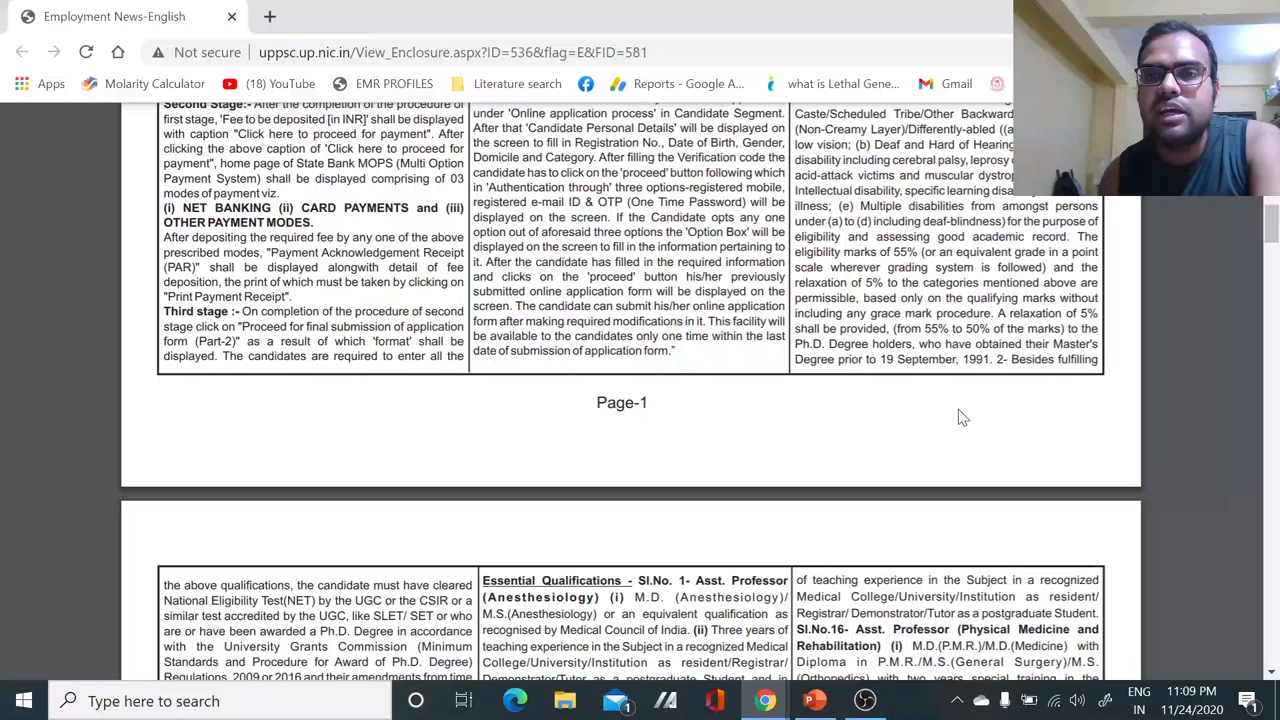 Employment News-English
Not secure
uppsc.up.nic.in/View_Enclosure.aspx?ID=536&flag=E&FID=581
Apps
Molarity Calculator
(18) YouTube
EMR PROFILES
Literature search
Reports - Google A...
what is Lethal Gene...
Gmail
Second Stage:- After the completion of the procedure of
first stage, 'Fee to be deposited [in INR]' shall be displayed
with caption "Click here to proceed for payment". After
clicking the above caption of 'Click here to proceed for
payment", home page of State Bank MOPS (Multi Option
Payment System) shall be displayed comprising of 03
modes of payment viz.
(i) NET BANKING (ii) CARD PAYMENTS and (iii)
OTHER PAYMENT MODES.
After depositing the required fee by any one of the above
prescribed modes, "Payment Acknowledgement Receipt
(PAR)" shall be displayed alongwith detail of fee
deposition, the print of which must be taken by clicking on
"Print Payment Receipt".
Third stage :- On completion of the procedure of second
stage click on "Proceed for final submission of application
form (Part-2)" as a result of which 'format' shall be
displayed. The candidates are required to enter all the
under 'Online application process' in Candidate Segment.
After that 'Candidate Personal Details" will be displayed on
the screen to fill in Registration No., Date of Birth, Gender,
Domicile and Category. After filling the Verification code the
candidate has to click on the 'proceed' button following which
in 'Authentication through' three options-registered mobile,
registered e-mail ID & OTP (One Time Password) will be
displayed on the screen. If the Candidate opts any one
option out of aforesaid three options the 'Option Box' will be
displayed on the screen to fill in the information pertaining to
it. After the candidate has filled in the required information
and clicks on the 'proceed' button his/her previously
submitted online application form will be displayed on the
screen. The candidate can submit his/her online application
form after making required modifications in it. This facility will
be available to the candidates only one time within the last
date of submission of application form."
Caste/Scheduled Tribe/Other Backward
(Non-Creamy Layer)/Differently-abled ((a
low vision; (b) Deaf and Hard of Hearing
disability including cerebral palsy, leprosy
acid-attack victims and muscular dystrop
Intellectual disability, specific learning disa
illness; (e) Multiple disabilities from amongst persons
under (a) to (d) including deaf-blindness) for the purpose of
eligibility and assessing good academic record. The
eligibility marks of 55% (or an equivalent grade in a point
scale wherever grading system is followed) and the
relaxation of 5% to the categories mentioned above are
permissible, based only on the qualifying marks without
including any grace mark procedure. A relaxation of 5%
shall be provided, (from 55% to 50% of the marks) to the
Ph.D. Degree holders, who have obtained their Master's
Degree prior to 19 September, 1991. 2- Besides fulfilling
Page-1
the above qualifications, the candidate must have cleared
National Eligibility Test(NET) by the UGC or the CSIR or a
similar test accredited by the UGC, like SLET/ SET or who
are or have been awarded a Ph.D. Degree in accordance
with the University Grants Commission (Minimum
Standards and Procedure for Award of Ph.D. Degree)
Regulations, 2009 or 2016 and their amendments from time
Essential Qualifications - Sl.No. 1- Asst. Professor
(Anesthesiology) (i) M.D. (Anesthesiology)/
M.S.(Anesthesiology) or an equivalent qualification as
recognised by Medical Council of India. (ii) Three years of
teaching experience in the Subject in a recognized Medical
College/University/Institution as resident/Registrar/
Demonstrator/Tutor as a postgraduate Student and in
of teaching experience in the Subject in a recognized
Medical College/University/Institution as resident/
Registrar/ Demonstrator/Tutor as a postgraduate Student.
Sl.No.16- Asst. Professor (Physical Medicine and
Rehabilitation) (i) M.D.(P.M.R.)/M.D.(Medicine) with
Diploma in P.M.R./M.S.(General Surgery)/M.S.
(Orthopedics) with two years special training in the
Type here to search
1
ENG
IN
11:09 PM
11/24/2020
1